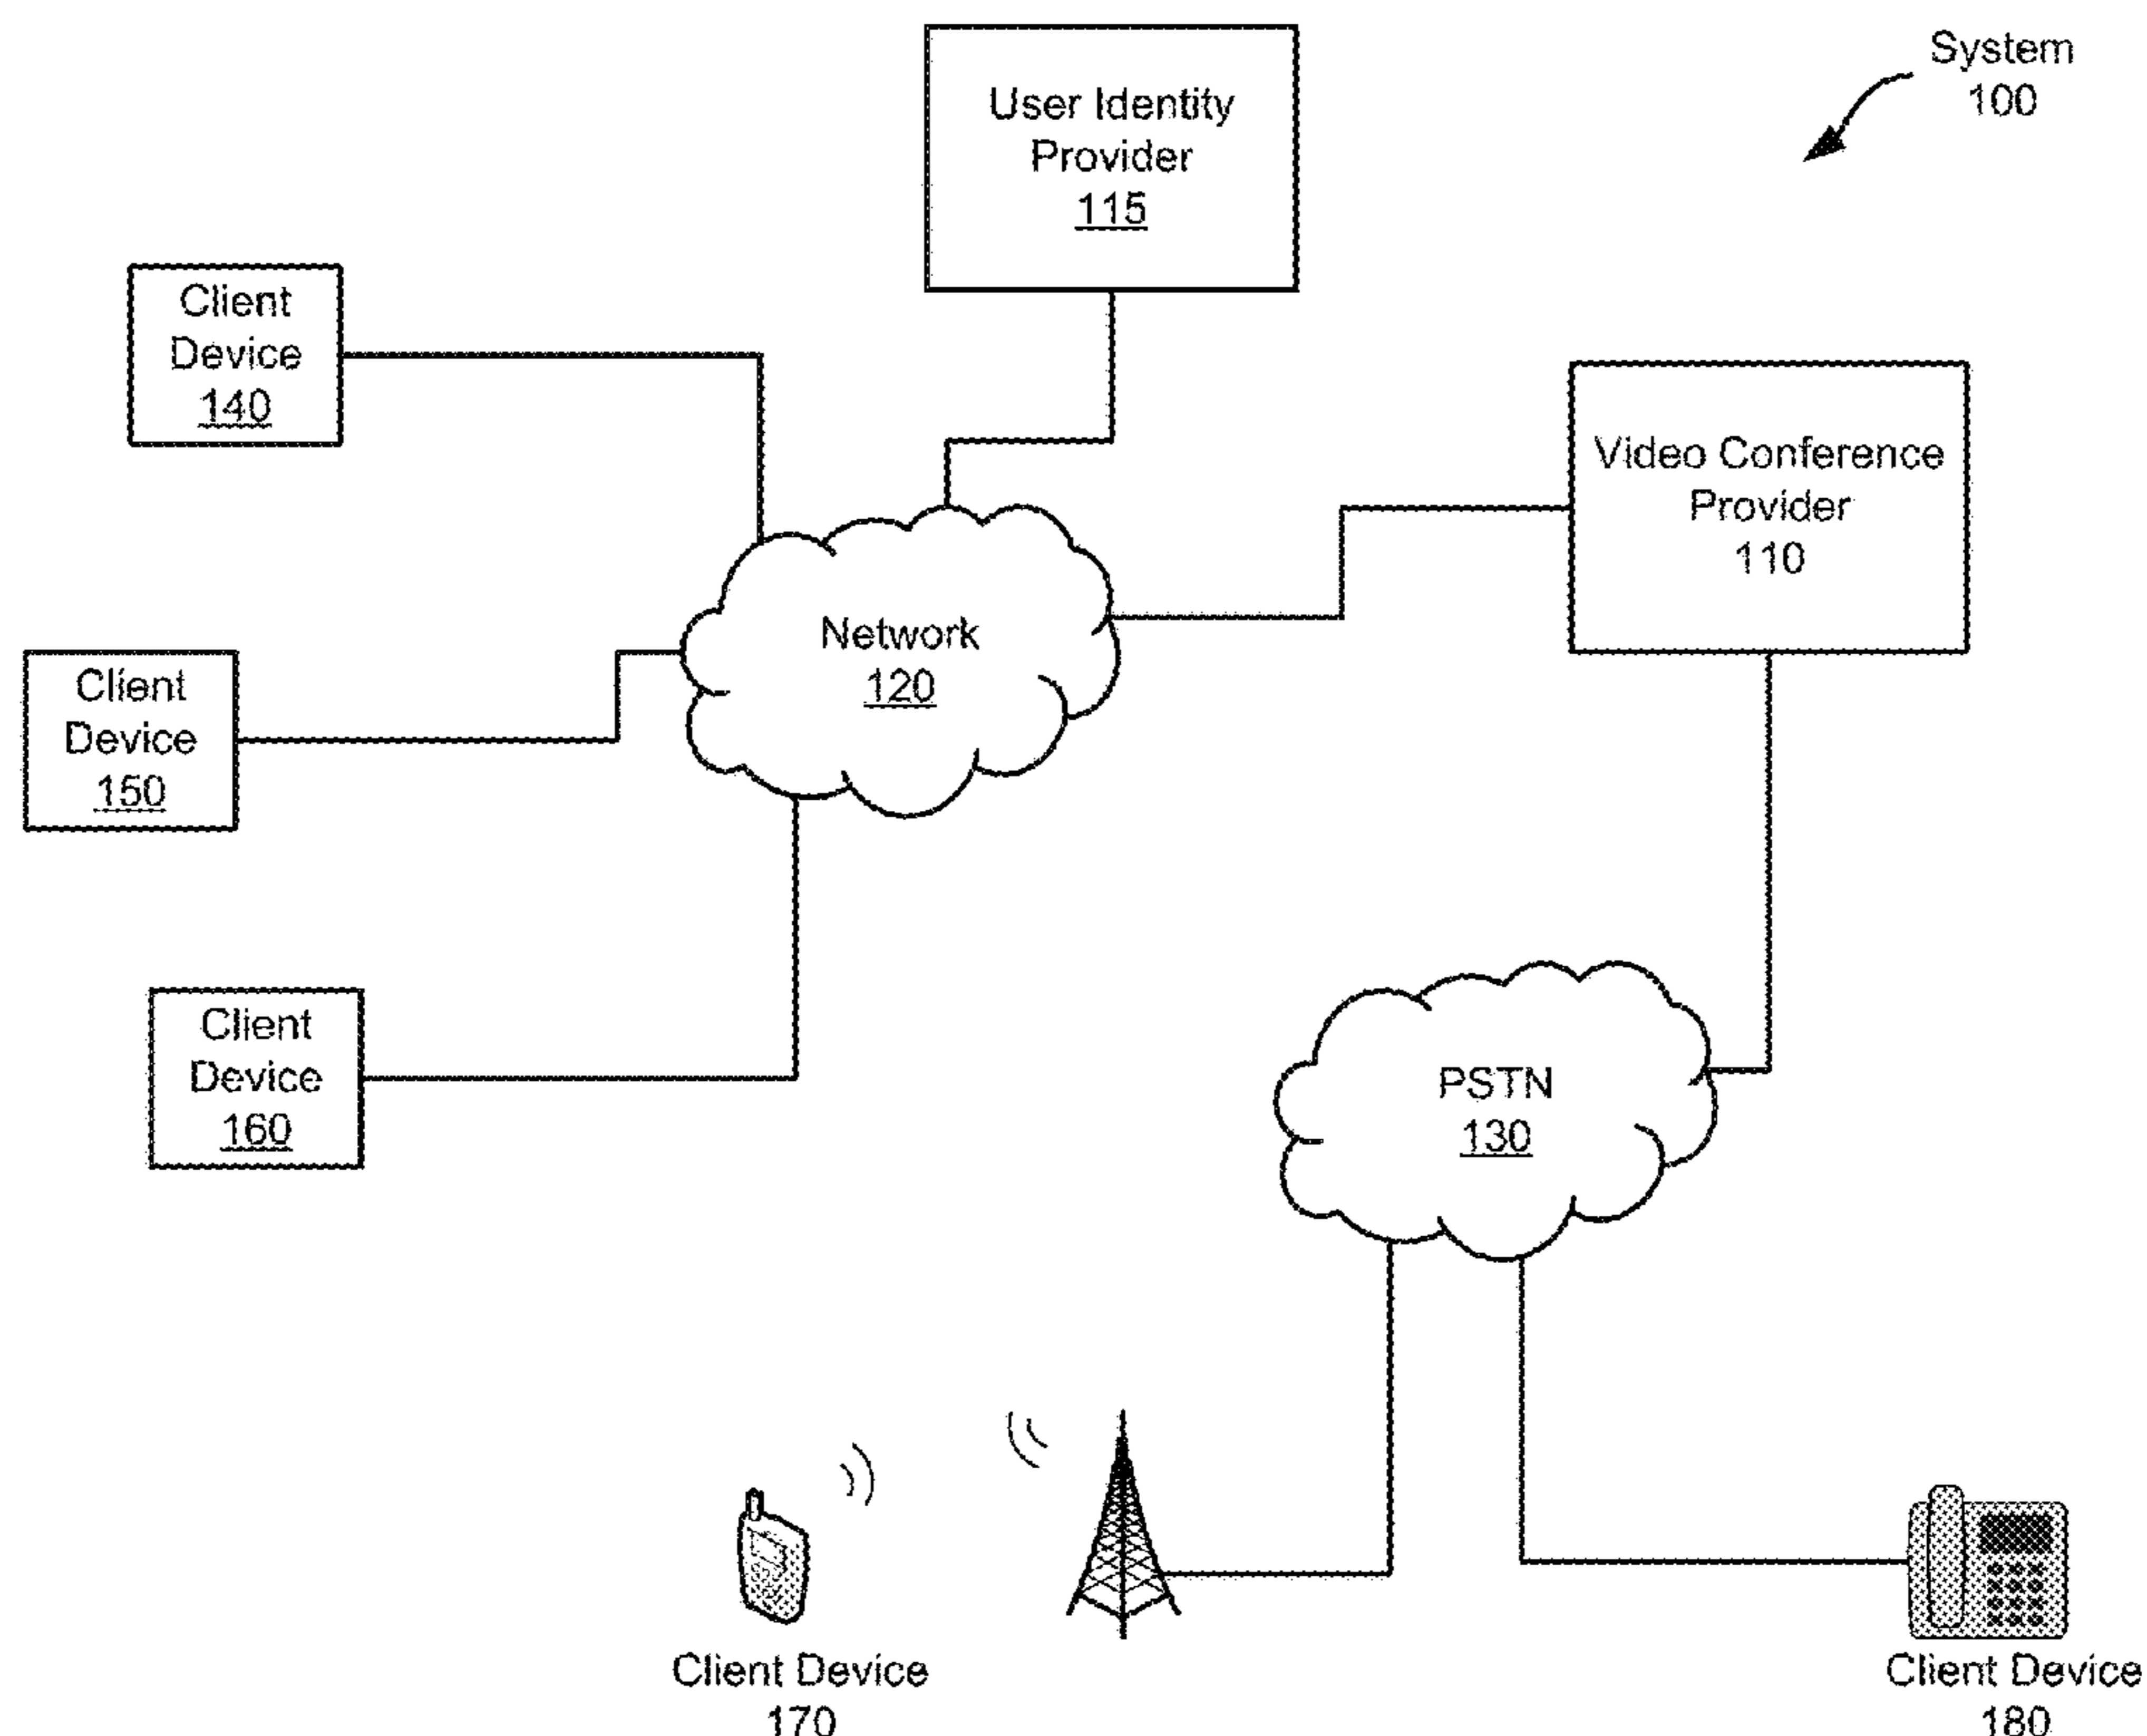 System
100
User Identity
Provider
115
Client
Device
140
Video Conference
Provider
110
Network
120
Client
Device
150
Client
Device
160
PSTN
130
Client Device
170
Client Device
180